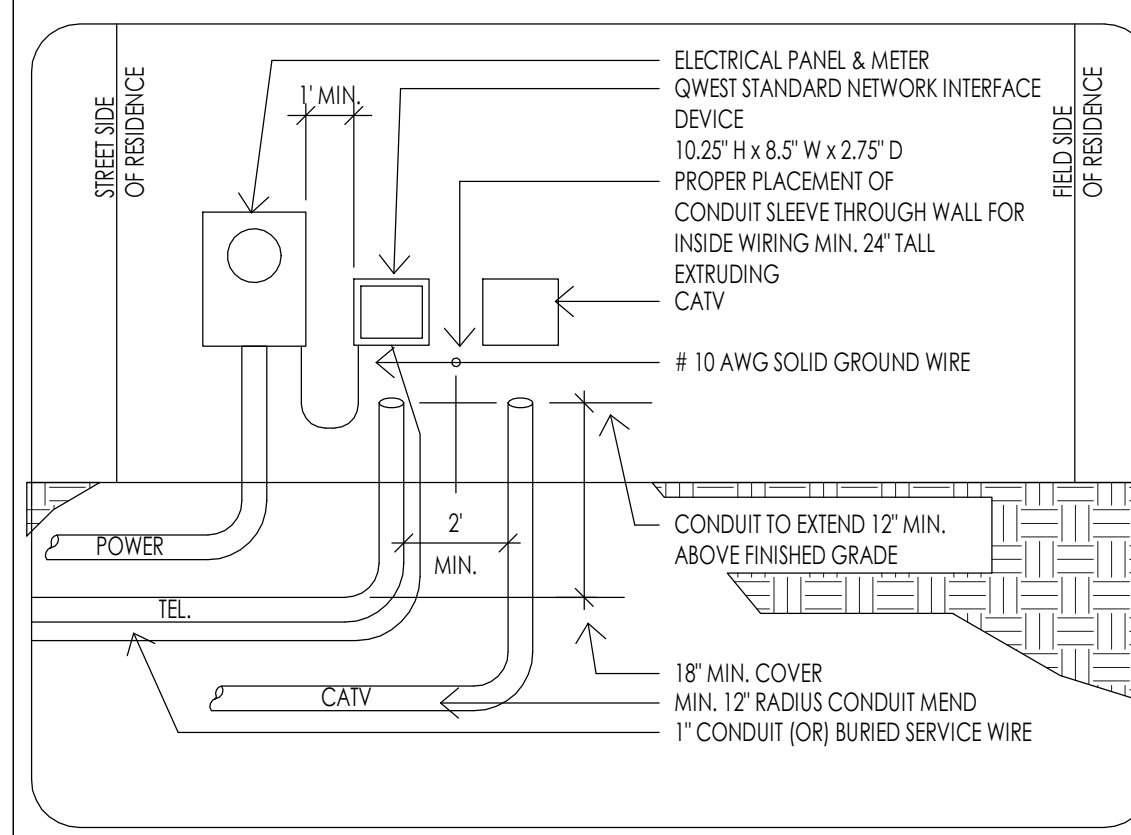 STREET SIDE
OF RESIDENCE
1' MIN.
ELECTRICAL PANEL & METER
QWEST STANDARD NETWORK INTERFACE
DEVICE
10.25" H x 8.5" W x 2.75" D
PROPER PLACEMENT OF
CONDUIT SLEEVE THROUGH WALL FOR
INSIDE WIRING MIN. 24" TALL
EXTRUDING
CATV
# 10 AWG SOLID GROUND WIRE
FIELD SIDE
OF RESIDENCE
POWER
2'
MIN.
CONDUIT TO EXTEND 12" MIN.
ABOVE FINISHED GRADE
TEL.
CATV
18" MIN. COVER
MIN. 12" RADIUS CONDUIT MEND
1" CONDUIT (OR) BURIED SERVICE WIRE